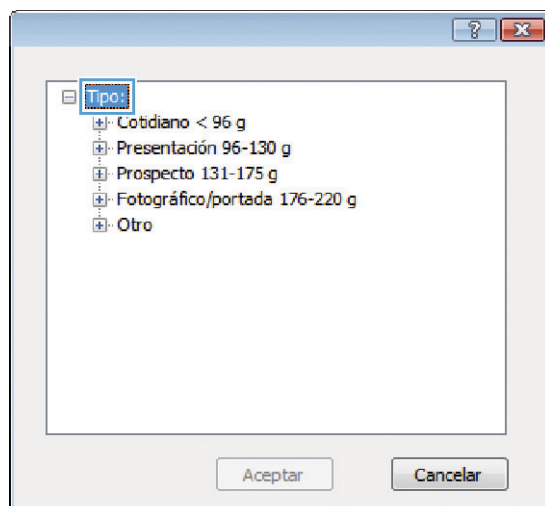 Tipo:
Cotidiano < 96 g
Presentación 96-130 g
Prospecto 131-175 g
Fotográfico/portada 176-220 g
Otro
Aceptar Cancelar